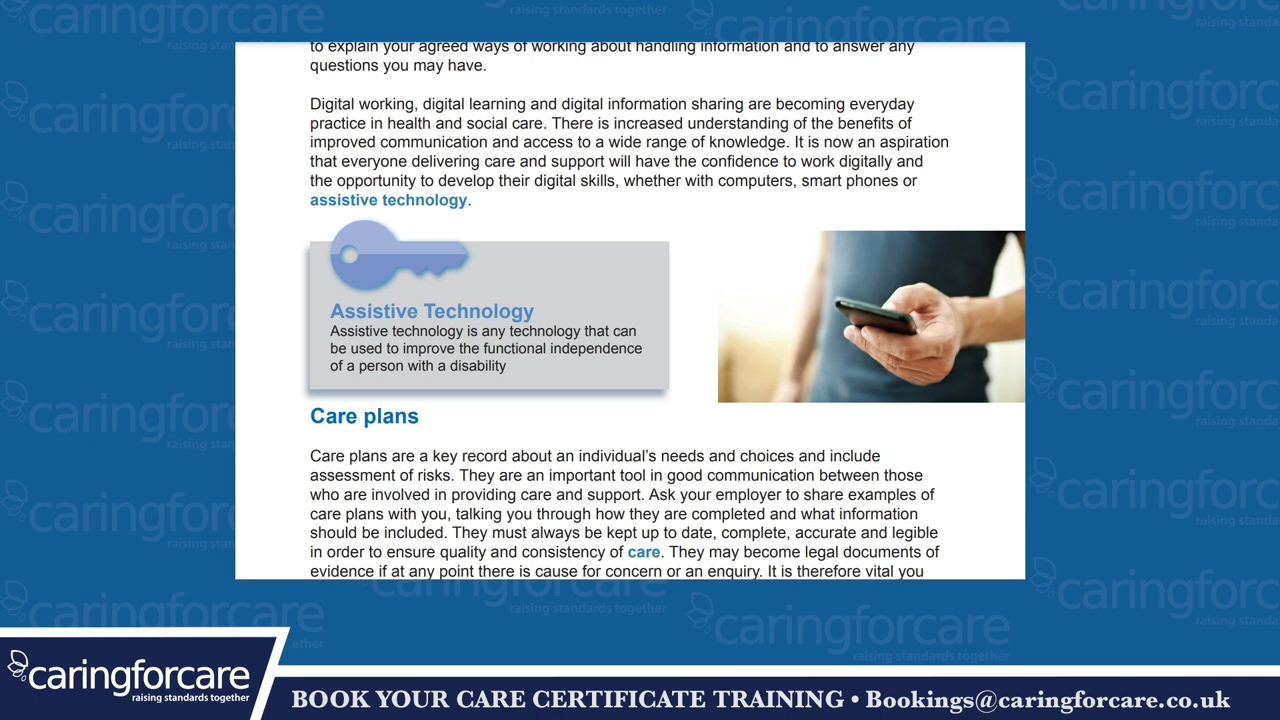 to explain your agreed ways of working about handling information and to answer any
questions you may have.
Digital working, digital learning and digital information sharing are becoming everyday
practice in health and social care. There is increased understanding of the benefits of
improved communication and access to a wide range of knowledge. It is now an aspiration
that everyone delivering care and support will have the confidence to work digitally and
the opportunity to develop their digital skills, whether with computers, smart phones or
assistive technology.
Assistive Technology
Assistive technology is any technology that can
be used to improve the functional independence
of a person with a disability
Care plans
Care plans are a key record about an individual's needs and choices and include
assessment of risks. They are an important tool in good communication between those
who are involved in providing care and support. Ask your employer to share examples of
care plans with you, talking you through how they are completed and what information
should be included. They must always be kept up to date, complete, accurate and legible
in order to ensure quality and consistency of care. They may become legal documents of
evidence if at any point there is cause for concern or an enquiry. It is therefore vital you
caringforcare
raising standards together
BOOK YOUR CARE CERTIFICATE TRAINING • Bookings@caringforcare.co.uk